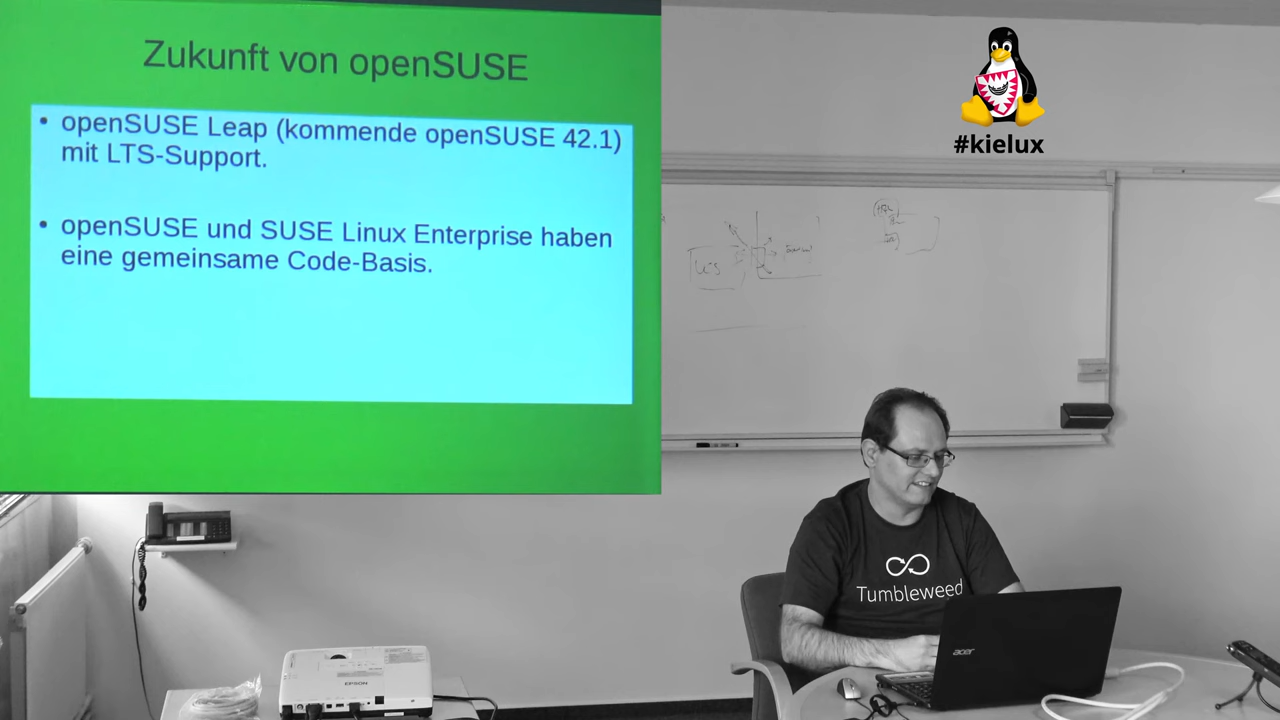 Zukunft von openSUSE
• openSUSE Leap (kommende openSUSE 42.1)
mit LTS-Support.
• openSUSE und SUSE Linux Enterprise haben
eine gemeinsame Code-Basis.
#kielux
Tumbleweed
acer
EPSON